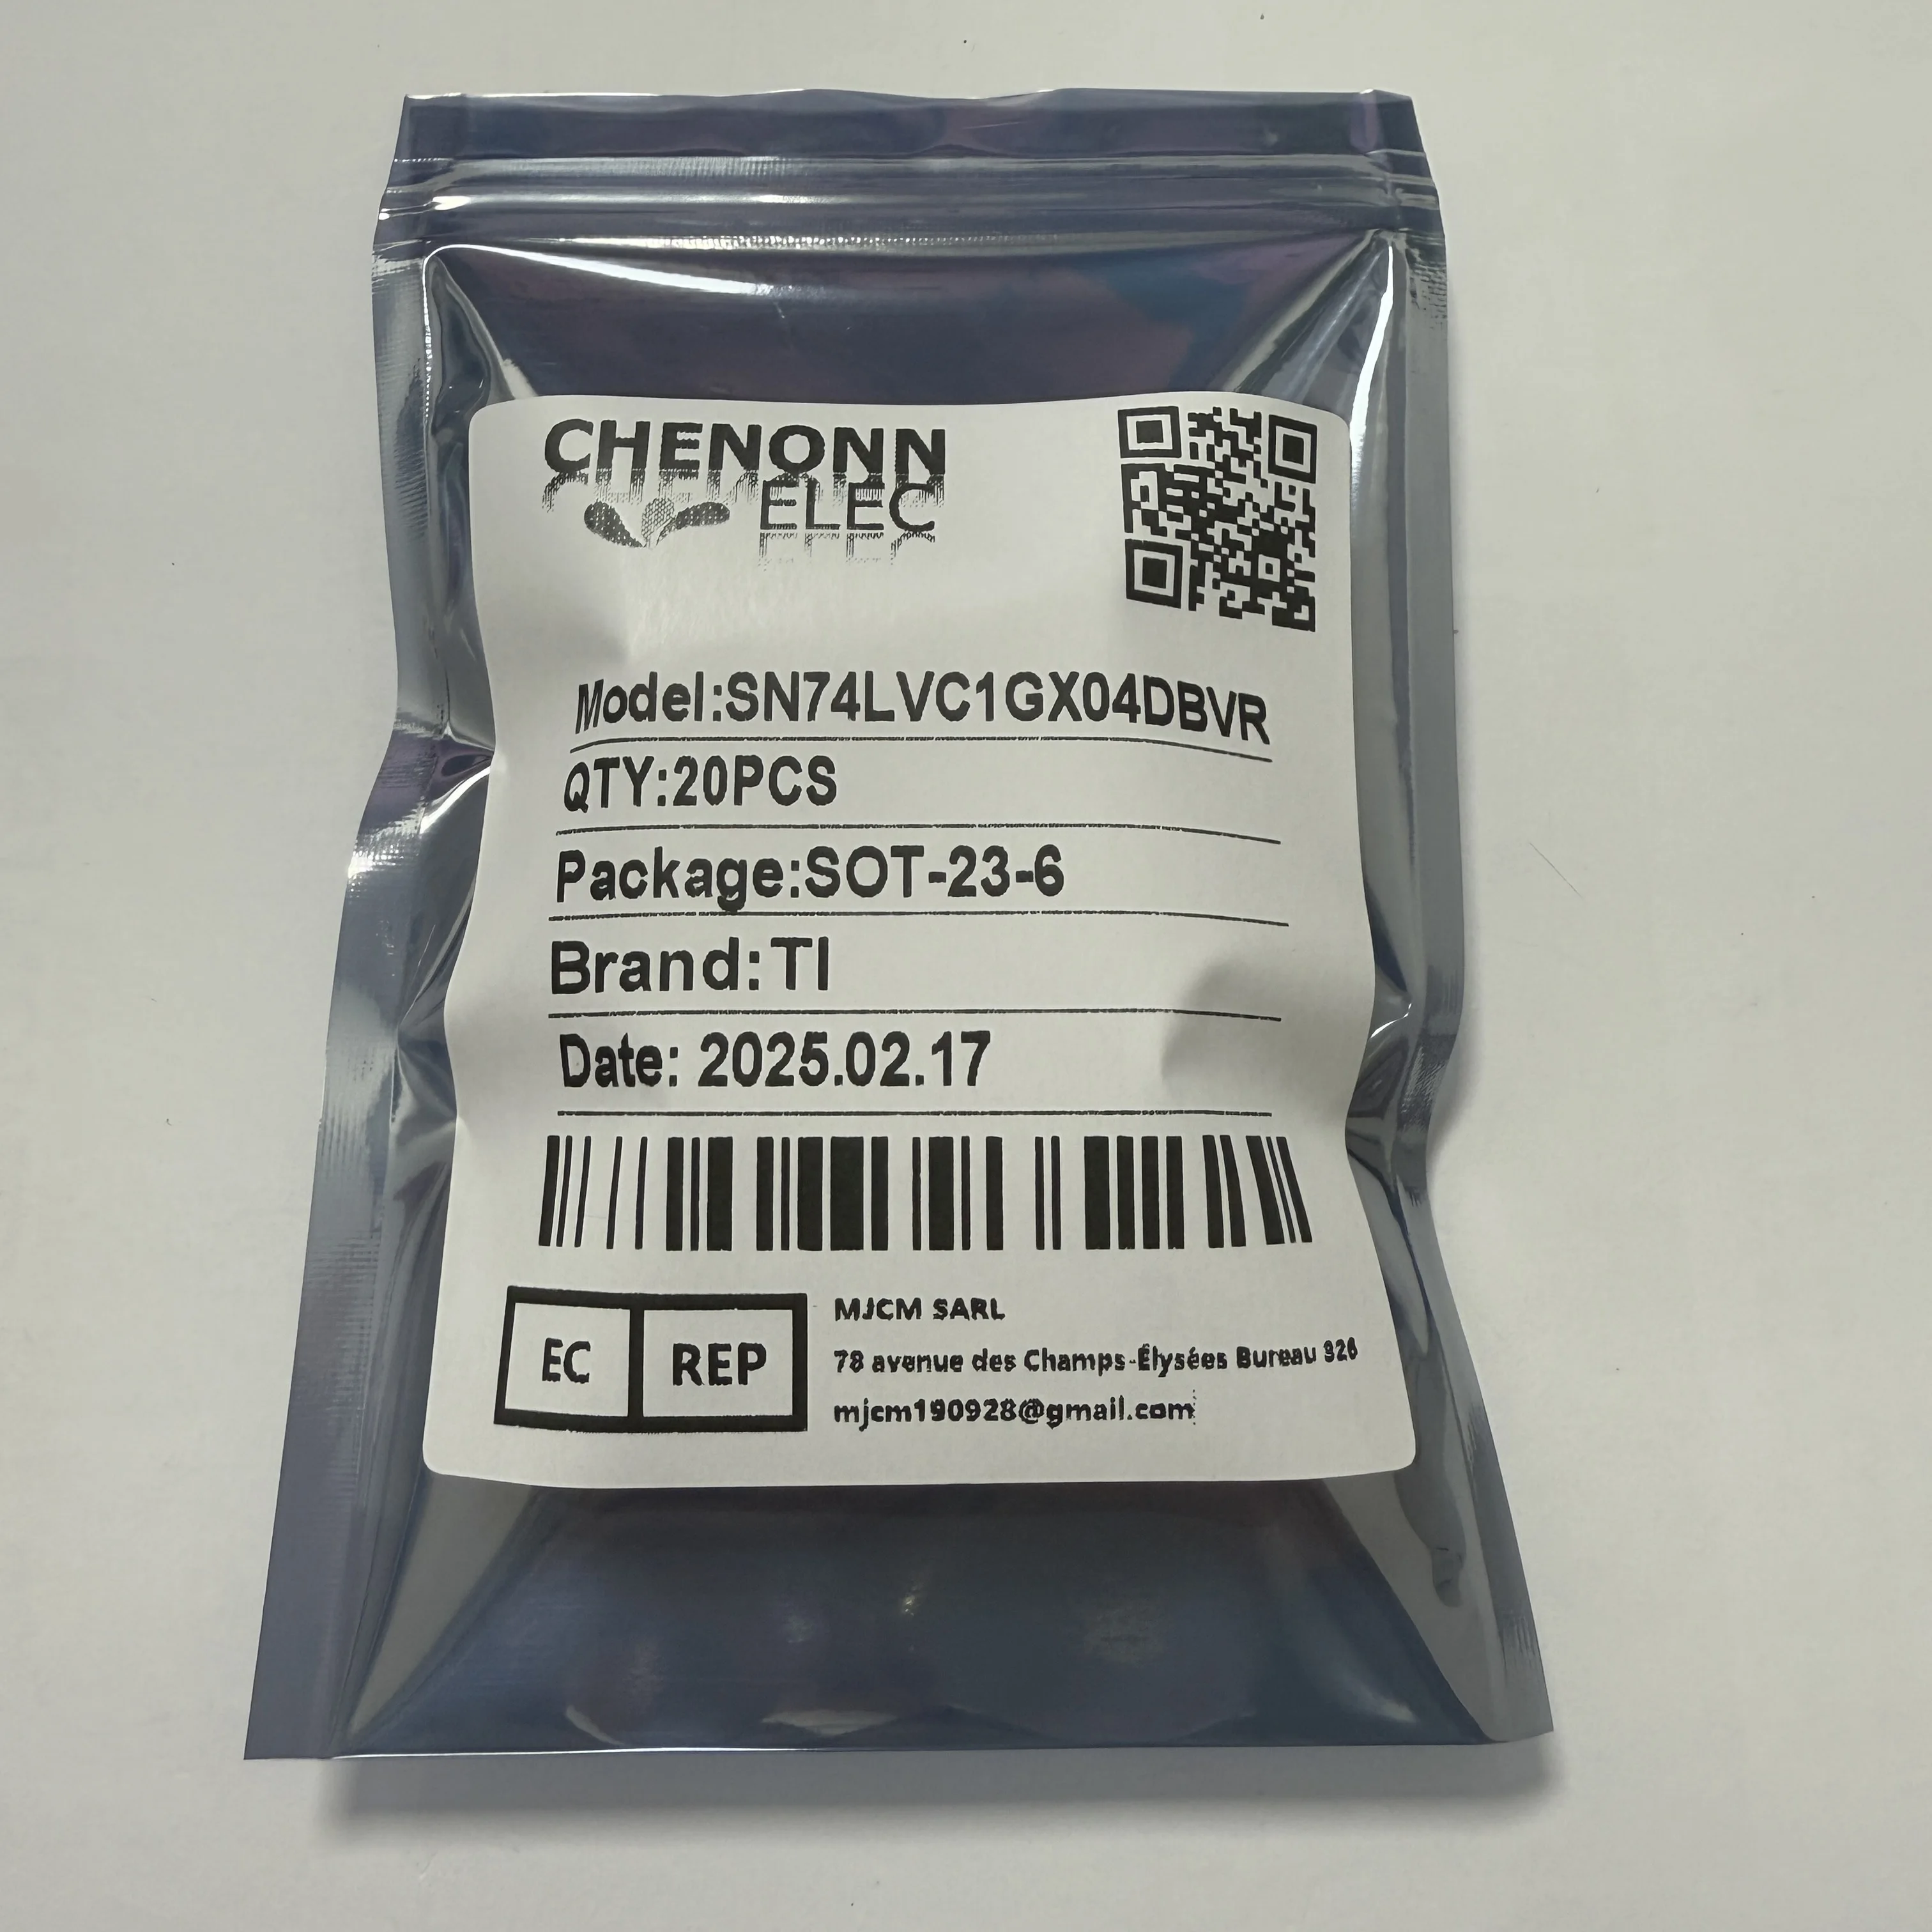 CHENONN
ELEC
Model:SN74LVC1GX04DBVR
QTY:20PCS
Package:SOT-23-6
Brand:TI
Date: 2025.02.17
EC REP
MJCM SARL
78 avenue des Champs-Élysées Bureau 326
mjcm190928@gmail.com